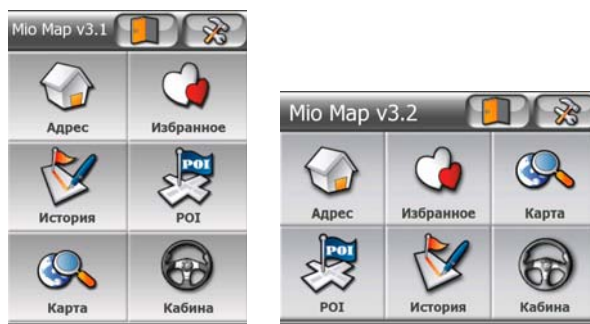 Mio Map v3.1
Адрес Избранное
POI
История POI
Карта Кабина
Mio Map v3.2
Адрес Избранное Карта
POI
POI История Кабина